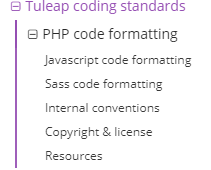 Tuleap coding standards
PHP code formatting
Javascript code formatting
Sass code formatting
Internal conventions
Copyright & license
Resources